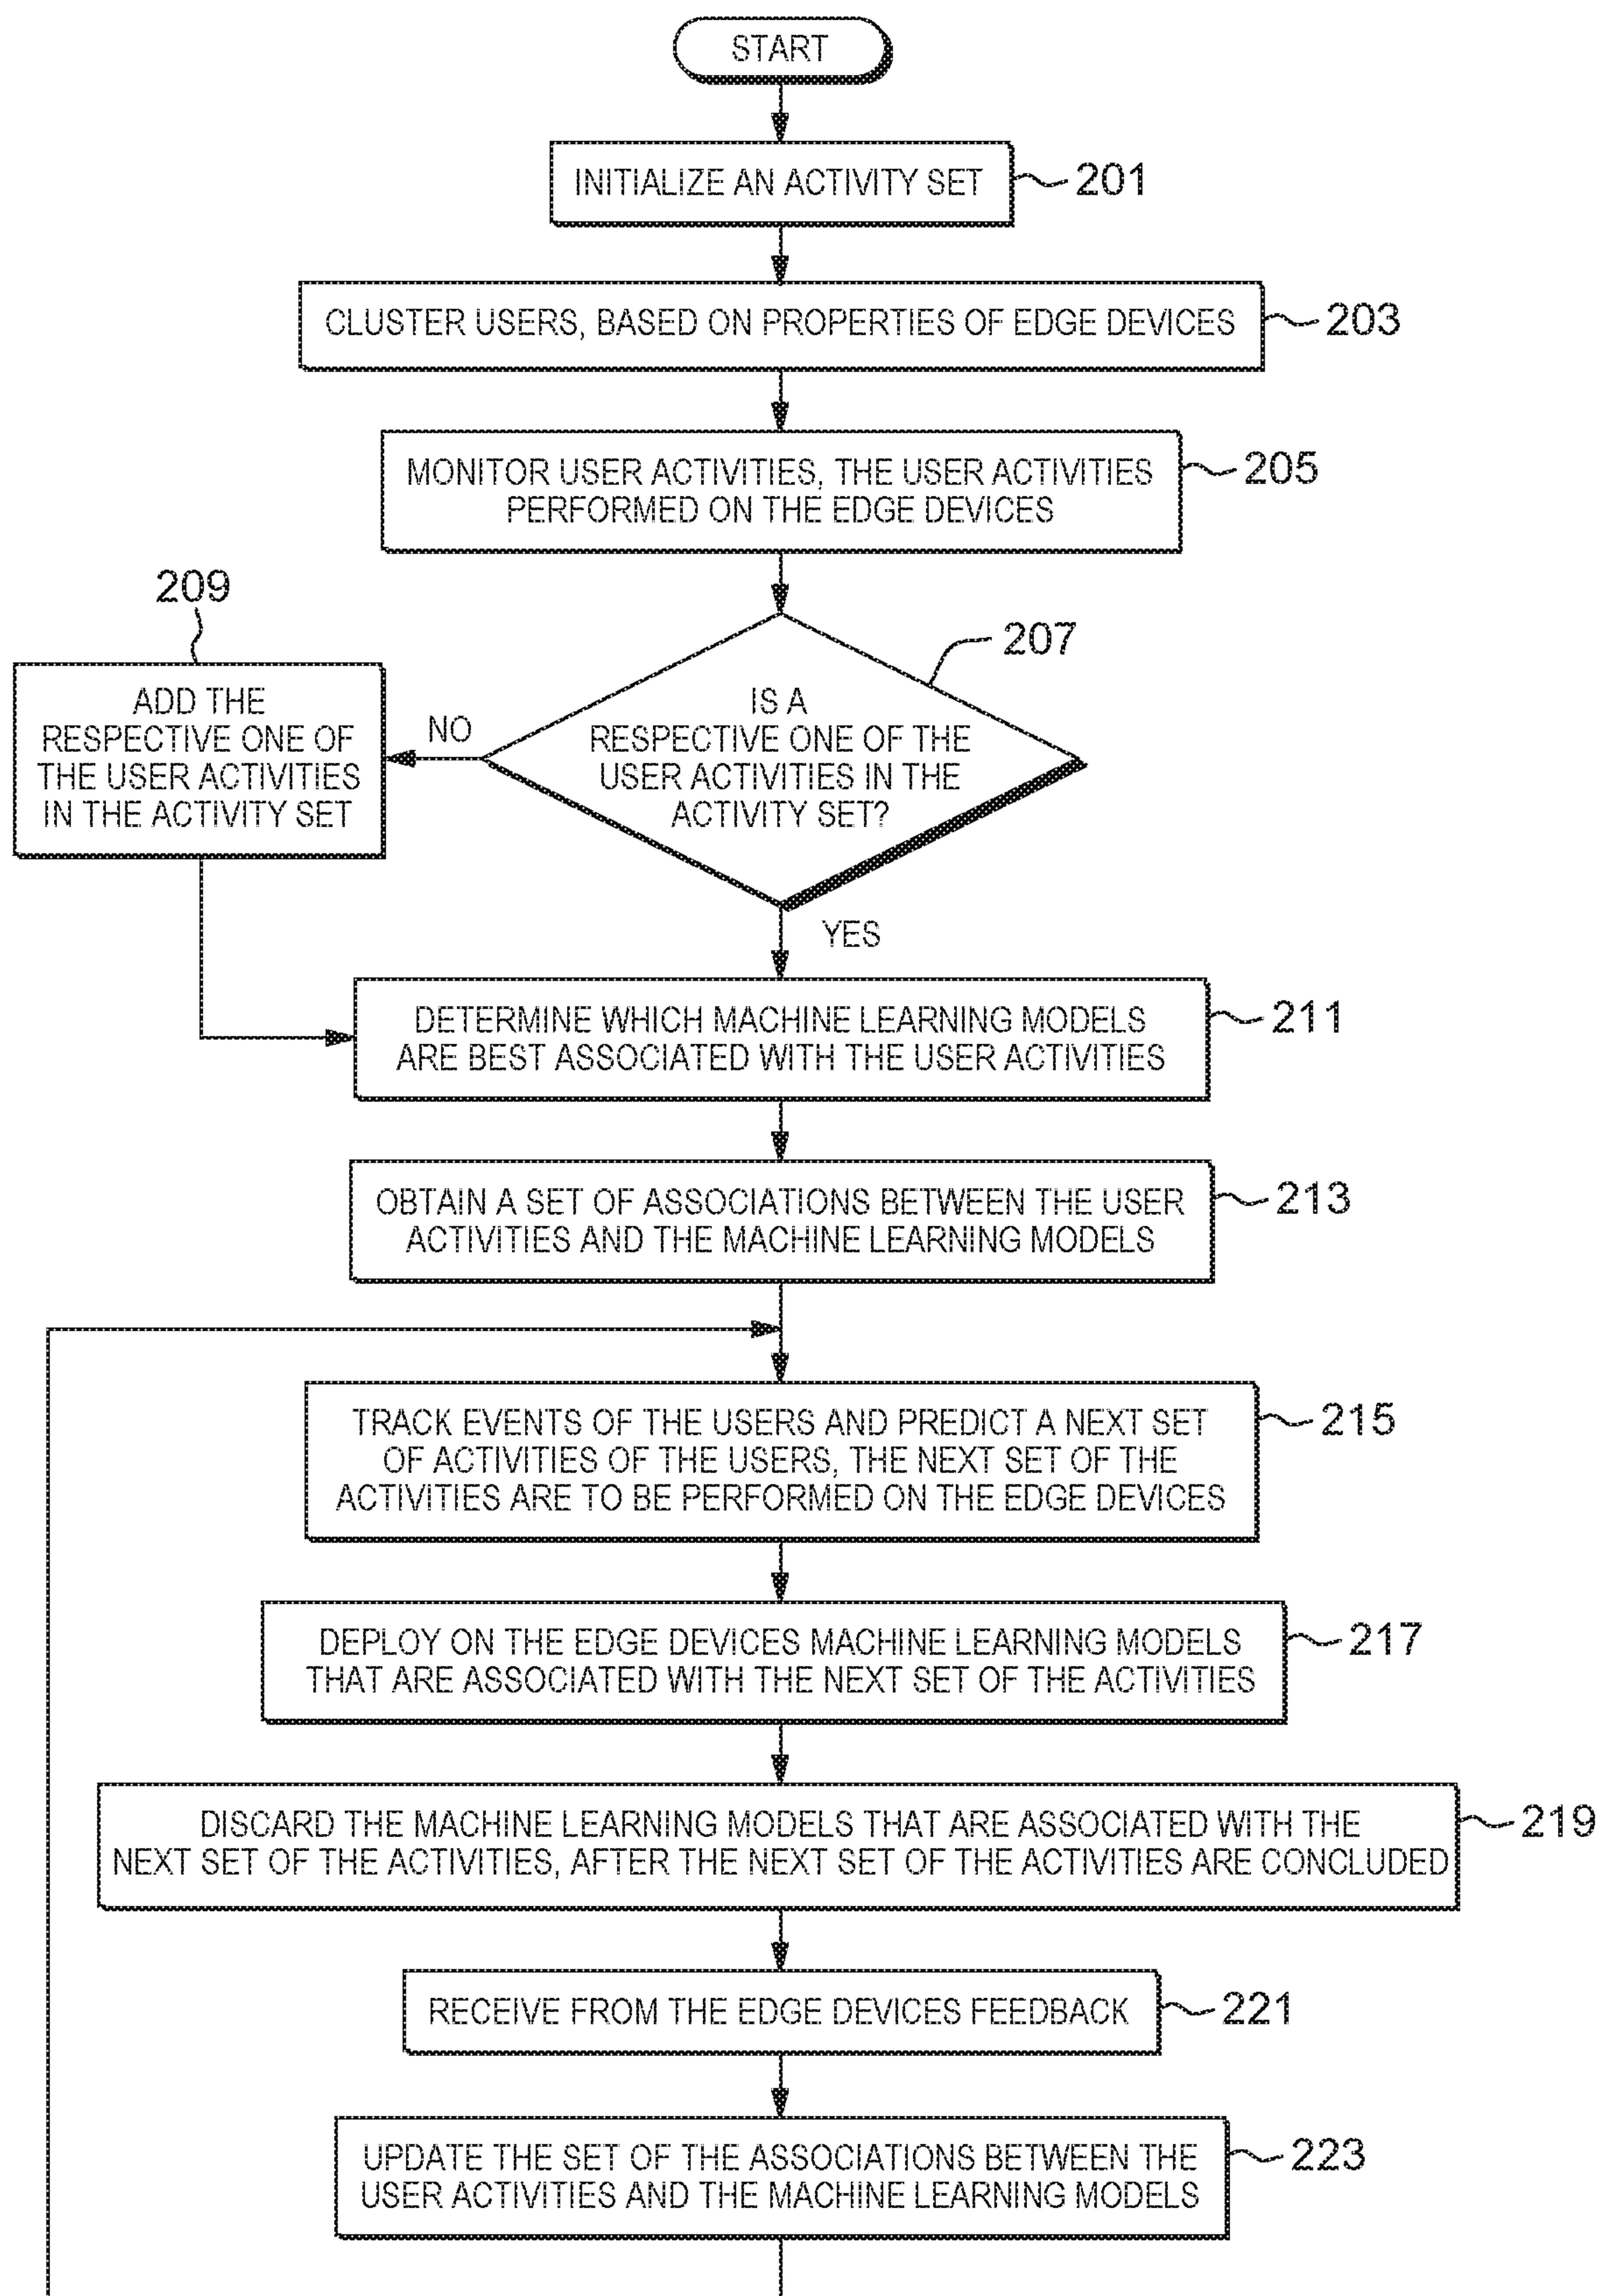 START
INITIALIZE AN ACTIVITY SET
201
CLUSTER USERS, BASED ON PROPERTIES OF EDGE DEVICES
203
MONITOR USER ACTIVITIES, THE USER ACTIVITIES
PERFORMED ON THE EDGE DEVICES
205
209
207
ADD THE
RESPECTIVE ONE OF
THE USER ACTIVITIES
IN THE ACTIVITY SET
NO
IS A
RESPECTIVE ONE OF THE
USER ACTIVITIES IN THE
ACTIVITY SET?
YES
DETERMINE WHICH MACHINE LEARNING MODELS
ARE BEST ASSOCIATED WITH THE USER ACTIVITIES
211
OBTAIN A SET OF ASSOCIATIONS BETWEEN THE USER
ACTIVITIES AND THE MACHINE LEARNING MODELS
213
TRACK EVENTS OF THE USERS AND PREDICT A NEXT SET
OF ACTIVITIES OF THE USERS, THE NEXT SET OF THE
ACTIVITIES ARE TO BE PERFORMED ON THE EDGE DEVICES
215
DEPLOY ON THE EDGE DEVICES MACHINE LEARNING MODELS
THAT ARE ASSOCIATED WITH THE NEXT SET OF THE ACTIVITIES
217
DISCARD THE MACHINE LEARNING MODELS THAT ARE ASSOCIATED WITH THE
NEXT SET OF THE ACTIVITIES, AFTER THE NEXT SET OF THE ACTIVITIES ARE CONCLUDED
219
RECEIVE FROM THE EDGE DEVICES FEEDBACK
221
UPDATE THE SET OF THE ASSOCIATIONS BETWEEN THE
USER ACTIVITIES AND THE MACHINE LEARNING MODELS
223